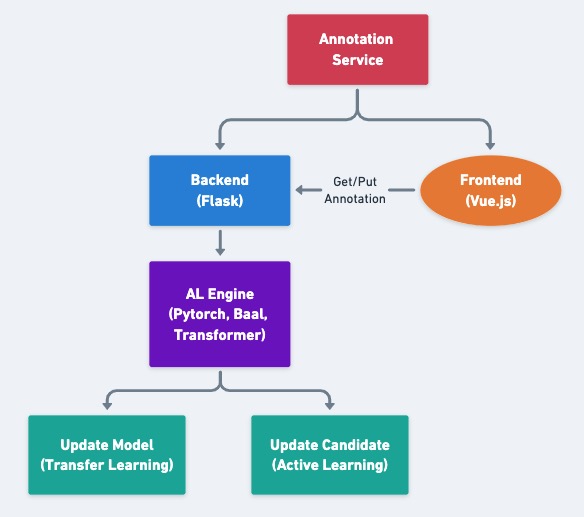 Annotation
Service
Backend
(Flask)
Get/Put
Annotation
Frontend
(Vue.js)
AL Engine
(Pytorch, Baal,
Transformer)
Update Model
(Transfer Learning)
Update Candidate
(Active Learning)